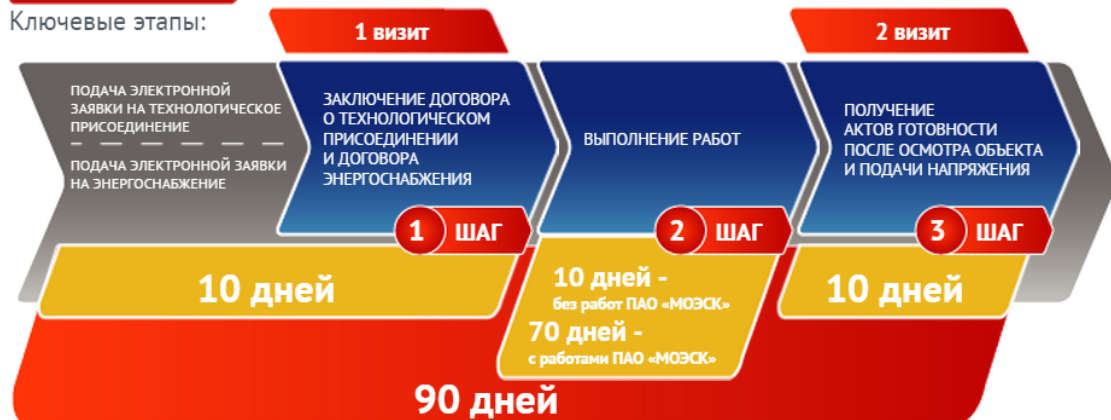 Ключевые этапы:
1 визит
2 визит
ПОДАЧА ЭЛЕКТРОННОЙ
ЗАЯВКИ НА ТЕХНОЛОГИЧЕСКОЕ
ПРИСОЕДИНЕНИЕ
ПОДАЧА ЭЛЕКТРОННОЙ ЗАЯВКИ
НА ЭНЕРГОСНАБЖЕНИЕ
ЗАКЛЮЧЕНИЕ ДОГОВОРА
О ТЕХНОЛОГИЧЕСКОМ
ПРИСОЕДИНЕНИИ
И ДОГОВОРА
ЭНЕРГОСНАБЖЕНИЯ
ВЫПОЛНЕНИЕ РАБОТ
ПОЛУЧЕНИЕ
АКТОВ ГОТОВНОСТИ
ПОСЛЕ ОСМОТРА ОБЪЕКТА
И ПОДАЧИ НАПРЯЖЕНИЯ
1 ШАГ
2 ШАГ
3 ШАГ
10 дней
10 дней -
без работ ПАО «МОЭСК»
70 дней -
с работами ПАО «МОЭСК»
10 дней
90 дней